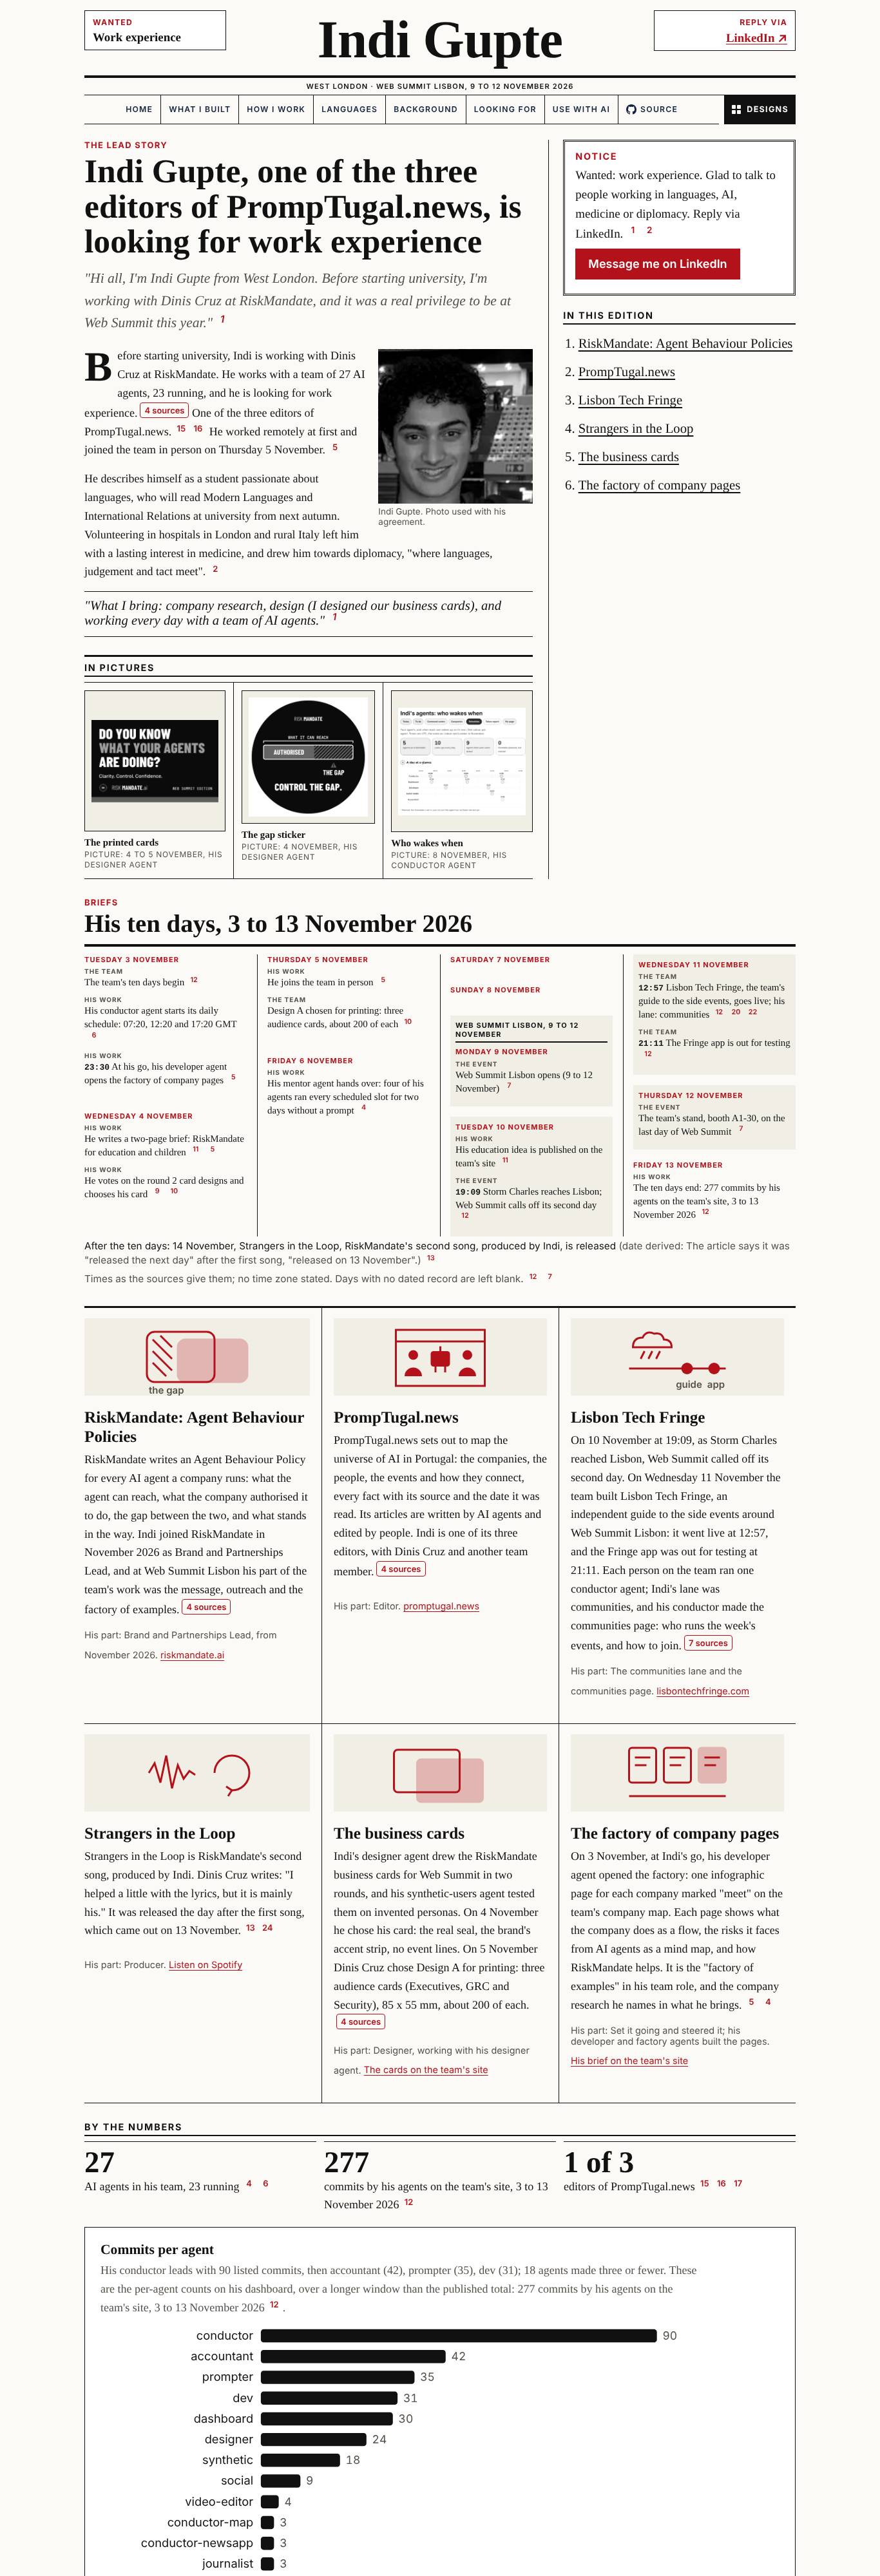 WANTED
Work experience
Indi Gupte
REPLY VIA
LinkedIn ↗
WEST LONDON · WEB SUMMIT LISBON, 9 TO 12 NOVEMBER 2026
HOME
WHAT I BUILT
HOW I WORK
LANGUAGES
BACKGROUND
LOOKING FOR
USE WITH AI
SOURCE
DESIGNS
THE LEAD STORY
Indi Gupte, one of the three
editors of PrompTugal.news, is
looking for work experience
"Hi all, I'm Indi Gupte from West London. Before starting university, I'm
working with Dinis Cruz at RiskMandate, and it was a real privilege to be at
Web Summit this year." 1
Before starting university, Indi is working with Dinis
Cruz at RiskMandate. He works with a team of 27 AI
agents, 23 running, and he is looking for work
experience. 4 sources One of the three editors of
PrompTugal.news. 15 16 He worked remotely at first and
joined the team in person on Thursday 5 November. 5
Indi Gupte. Photo used with his
agreement.
He describes himself as a student passionate about
languages, who will read Modern Languages and
International Relations at university from next autumn.
Volunteering in hospitals in London and rural Italy left him
with a lasting interest in medicine, and drew him towards diplomacy, "where languages,
judgement and tact meet". 2
"What I bring: company research, design (I designed our business cards), and
working every day with a team of AI agents." 1
NOTICE
Wanted: work experience. Glad to talk to
people working in languages, AI,
medicine or diplomacy. Reply via
LinkedIn. 1 2
Message me on LinkedIn
IN THIS EDITION
1. RiskMandate: Agent Behaviour Policies
2. PrompTugal.news
3. Lisbon Tech Fringe
4. Strangers in the Loop
5. The business cards
6. The factory of company pages
IN PICTURES
DO YOU KNOW
WHAT YOUR AGENTS
ARE DOING?
Clarity. Control. Confidence.
RISKMANDATE.ai
WEB SUMMIT EDITION
The printed cards
PICTURE: 4 TO 5 NOVEMBER, HIS
DESIGNER AGENT
RISKMANDATE
WHAT IT CAN REACH
AUTHORISED
THE GAP
CONTROL THE GAP.
The gap sticker
PICTURE: 4 NOVEMBER, HIS
DESIGNER AGENT
Indi's agents: who wakes when
5
10
9
0
Who wakes when
PICTURE: 8 NOVEMBER, HIS
CONDUCTOR AGENT
BRIEFS
His ten days, 3 to 13 November 2026
TUESDAY 3 NOVEMBER
THE TEAM
The team's ten days begin 12
HIS WORK
His conductor agent starts its daily
schedule: 07:20, 12:20 and 17:20 GMT
6
HIS WORK
23:30 At his go, his developer agent
opens the factory of company pages 5
WEDNESDAY 4 NOVEMBER
HIS WORK
He writes a two-page brief: RiskMandate
for education and children 11 5
HIS WORK
He votes on the round 2 card designs and
chooses his card 9 10
THURSDAY 5 NOVEMBER
HIS WORK
He joins the team in person 5
THE TEAM
Design A chosen for printing: three
audience cards, about 200 of each 10
FRIDAY 6 NOVEMBER
HIS WORK
His mentor agent hands over: four of his
agents ran every scheduled slot for two
days without a prompt 4
SATURDAY 7 NOVEMBER
SUNDAY 8 NOVEMBER
WEB SUMMIT LISBON, 9 TO 12
NOVEMBER
MONDAY 9 NOVEMBER
THE EVENT
Web Summit Lisbon opens (9 to 12
November) 7
TUESDAY 10 NOVEMBER
HIS WORK
His education idea is published on the
team's site 11
THE EVENT
19:09 Storm Charles reaches Lisbon;
Web Summit calls off its second day
12
WEDNESDAY 11 NOVEMBER
THE TEAM
12:57 Lisbon Tech Fringe, the team's
guide to the side events, goes live; his
lane: communities 12 20 22
THE TEAM
21:11 The Fringe app is out for testing
12
THURSDAY 12 NOVEMBER
THE EVENT
The team's stand, booth A1-30, on the
last day of Web Summit 7
FRIDAY 13 NOVEMBER
HIS WORK
The ten days end: 277 commits by his
agents on the team's site, 3 to 13
November 2026 12
After the ten days: 14 November, Strangers in the Loop, RiskMandate's second song, produced by Indi, is released (date derived: The article says it was
"released the next day" after the first song, "released on 13 November".) 13
Times as the sources give them; no time zone stated. Days with no dated record are left blank. 12 7
the gap
RiskMandate: Agent Behaviour
Policies
RiskMandate writes an Agent Behaviour Policy
for every AI agent a company runs: what the
agent can reach, what the company authorised it
to do, the gap between the two, and what stands
in the way. Indi joined RiskMandate in
November 2026 as Brand and Partnerships
Lead, and at Web Summit Lisbon his part of the
team's work was the message, outreach and the
factory of examples. 4 sources
His part: Brand and Partnerships Lead, from
November 2026. riskmandate.ai
PrompTugal.news
PrompTugal.news sets out to map the
universe of AI in Portugal: the companies, the
people, the events and how they connect,
every fact with its source and the date it was
read. Its articles are written by AI agents and
edited by people. Indi is one of its three
editors, with Dinis Cruz and another team
member. 4 sources
His part: Editor. promptugal.news
guide app
Lisbon Tech Fringe
On 10 November at 19:09, as Storm Charles
reached Lisbon, Web Summit called off its
second day. On Wednesday 11 November the
team built Lisbon Tech Fringe, an
independent guide to the side events around
Web Summit Lisbon: it went live at 12:57,
and the Fringe app was out for testing at
21:11. Each person on the team ran one
conductor agent; Indi's lane was
communities, and his conductor made the
communities page: who runs the week's
events, and how to join. 7 sources
His part: The communities lane and the
communities page. lisbontechfringe.com
Strangers in the Loop
Strangers in the Loop is RiskMandate's second
song, produced by Indi. Dinis Cruz writes: "I
helped a little with the lyrics, but it is mainly
his." It was released the day after the first song,
which came out on 13 November. 13 24
His part: Producer. Listen on Spotify
The business cards
Indi's designer agent drew the RiskMandate
business cards for Web Summit in two
rounds, and his synthetic-users agent tested
them on invented personas. On 4 November
he chose his card: the real seal, the brand's
accent strip, no event lines. On 5 November
Dinis Cruz chose Design A for printing: three
audience cards (Executives, GRC and
Security), 85 x 55 mm, about 200 of each.
4 sources
His part: Designer, working with his designer
agent. The cards on the team's site
The factory of company pages
On 3 November, at Indi's go, his developer
agent opened the factory: one infographic
page for each company marked "meet" on the
team's company map. Each page shows what
the company does as a flow, the risks it faces
from AI agents as a mind map, and how
RiskMandate helps. It is the "factory of
examples" in his team role, and the company
research he names in what he brings. 5 4
His part: Set it going and steered it; his
developer and factory agents built the pages.
His brief on the team's site
BY THE NUMBERS
27
AI agents in his team, 23 running 4 6
277
commits by his agents on the team's site, 3 to 13
November 2026 12
1 of 3
editors of PrompTugal.news 15 16 17
Commits per agent
His conductor leads with 90 listed commits, then accountant (42), prompter (35), dev (31); 18 agents made three or fewer. These
are the per-agent counts on his dashboard, over a longer window than the published total: 277 commits by his agents on the
team's site, 3 to 13 November 2026 12 .
conductor 90
accountant 42
prompter 35
dev 31
dashboard 30
designer 24
synthetic 18
social 9
video-editor 4
conductor-map 3
conductor-newsapp 3
journalist 3